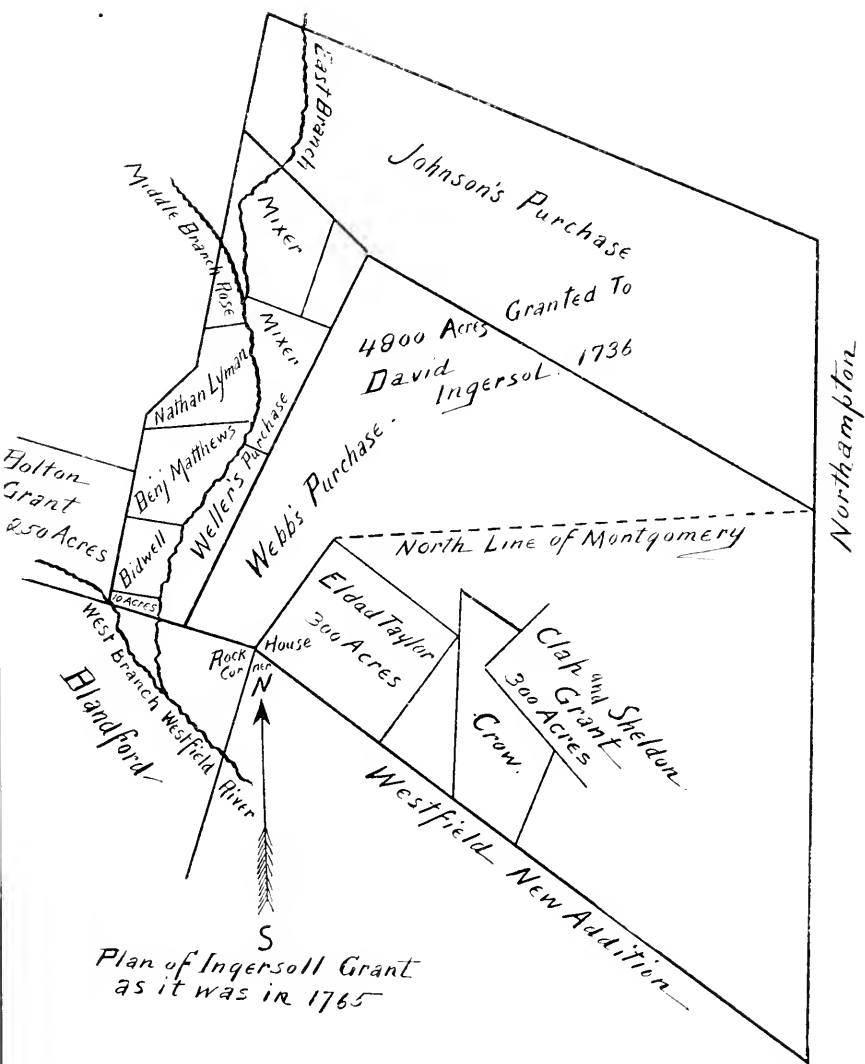 East Branch
Johnson's Purchase
Middle Branch
Rose
Mixer
Mixer
4800 Acres Granted To
David Ingersol. 1736
Northampton
Nathan Lyman
Benj Matthews
Weller's Purchase
Webb's Purchase.
Bolton
Grant
250 Acres
Bidwell
10 Acres
North Line of Montgomery
Eldad Taylor
300 Acres
Clap and Sheldon
Grant
300 Acres
Crow.
Rock House
Corner
West Branch Westfield River
Blandford
N
Westfield New Addition
S
Plan of Ingersoll Grant
as it was in 1765